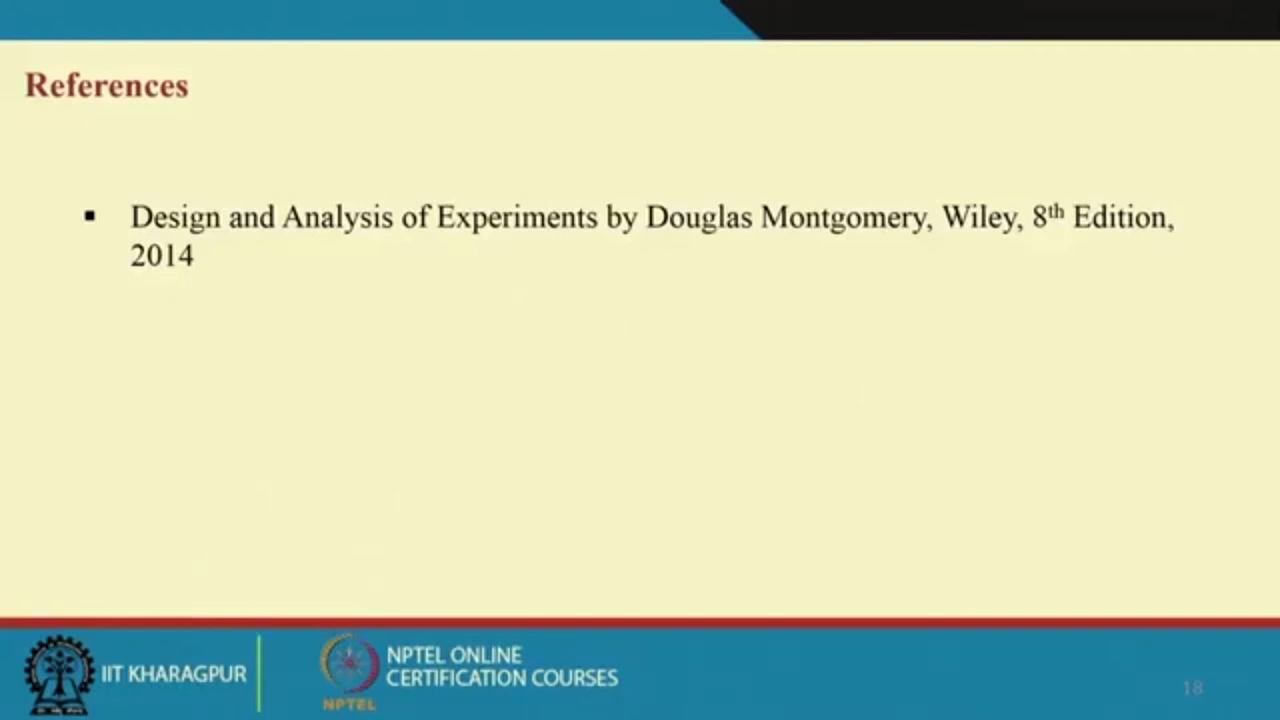 References
▪ Design and Analysis of Experiments by Douglas Montgomery, Wiley, 8th Edition,
2014
IIT KHARAGPUR
NPTEL
NPTEL ONLINE
CERTIFICATION COURSES
18